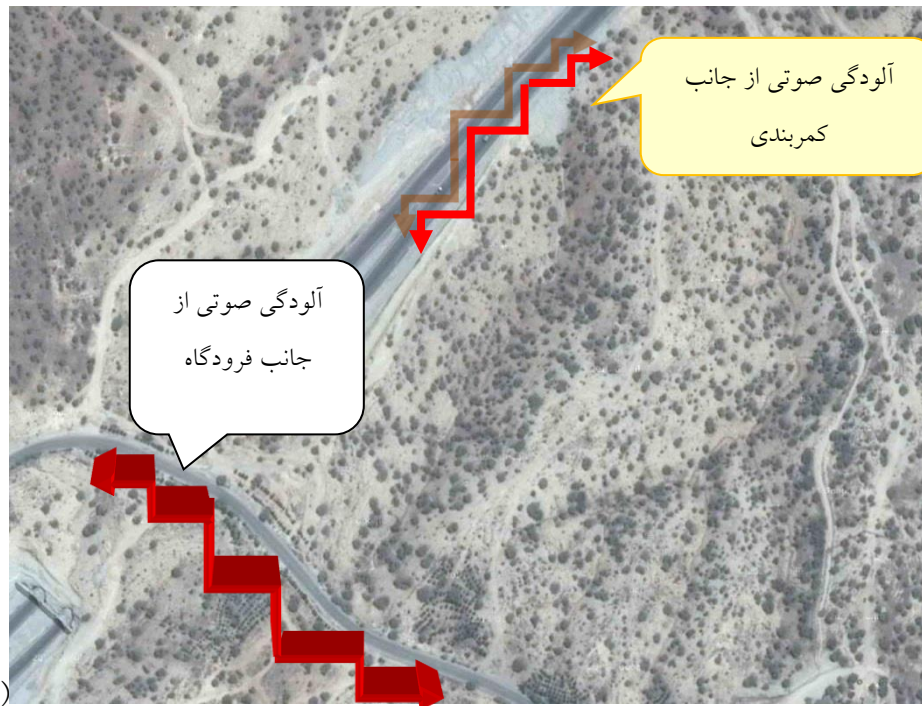 آلودگی صوتی از جانب
کمربندی
آلودگی صوتی از
جانب فرودگاه
)